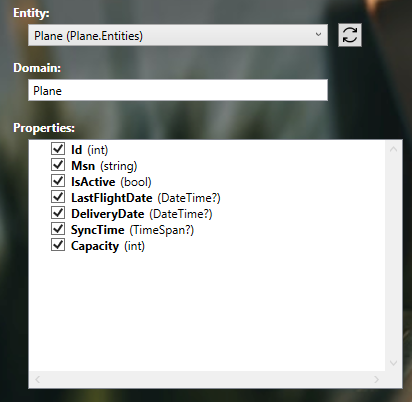 Entity:
Plane (Plane.Entities)
Domain:
Plane
Properties:
Id (int)
Msn (string)
IsActive (bool)
LastFlightDate (DateTime?)
DeliveryDate (DateTime?)
SyncTime (TimeSpan?)
Capacity (int)